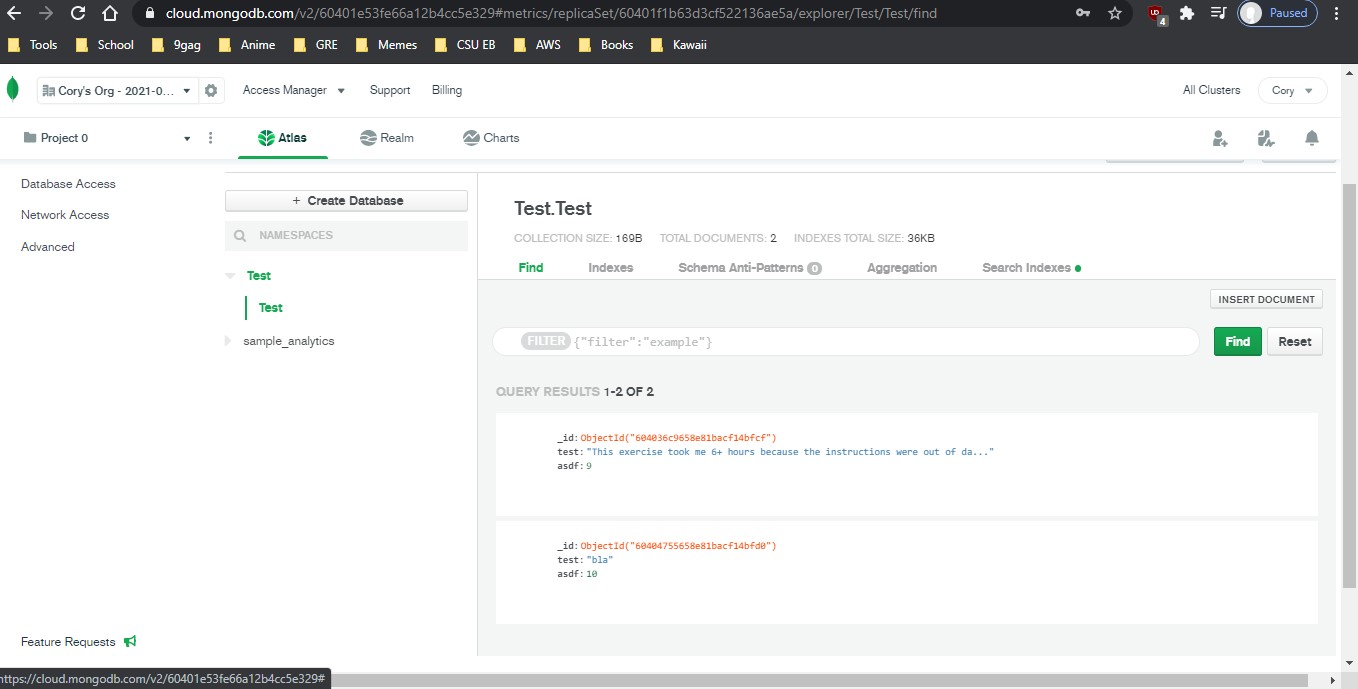 cloud.mongodb.com/v2/60401e53fe66a12b4cc5e329#metrics/replicaSet/60401f1b63d3cf522136ae5a/explorer/Test/Test/find
4
Paused
Tools School 9gag Anime GRE Memes CSU EB AWS Books Kawaii
Cory's Org - 2021-0... Access Manager Support Billing All Clusters Cory
Project 0 Atlas Realm Charts
Database Access
Network Access
Advanced
Feature Requests
+ Create Database
NAMESPACES
Test
Test
sample_analytics
Test.Test
COLLECTION SIZE: 169B TOTAL DOCUMENTS: 2 INDEXES TOTAL SIZE: 36KB
Find Indexes Schema Anti-Patterns 0 Aggregation Search Indexes
INSERT DOCUMENT
FILTER {"filter":"example"} Find Reset
QUERY RESULTS 1-2 OF 2
_id: ObjectId("604036c9658e81bacf14bfcf")
test: "This exercise took me 6+ hours because the instructions were out of da..."
asdf: 9
_id: ObjectId("60404755658e81bacf14bfd0")
test: "bla"
asdf: 10
https://cloud.mongodb.com/v2/60401e53fe66a12b4cc5e329#